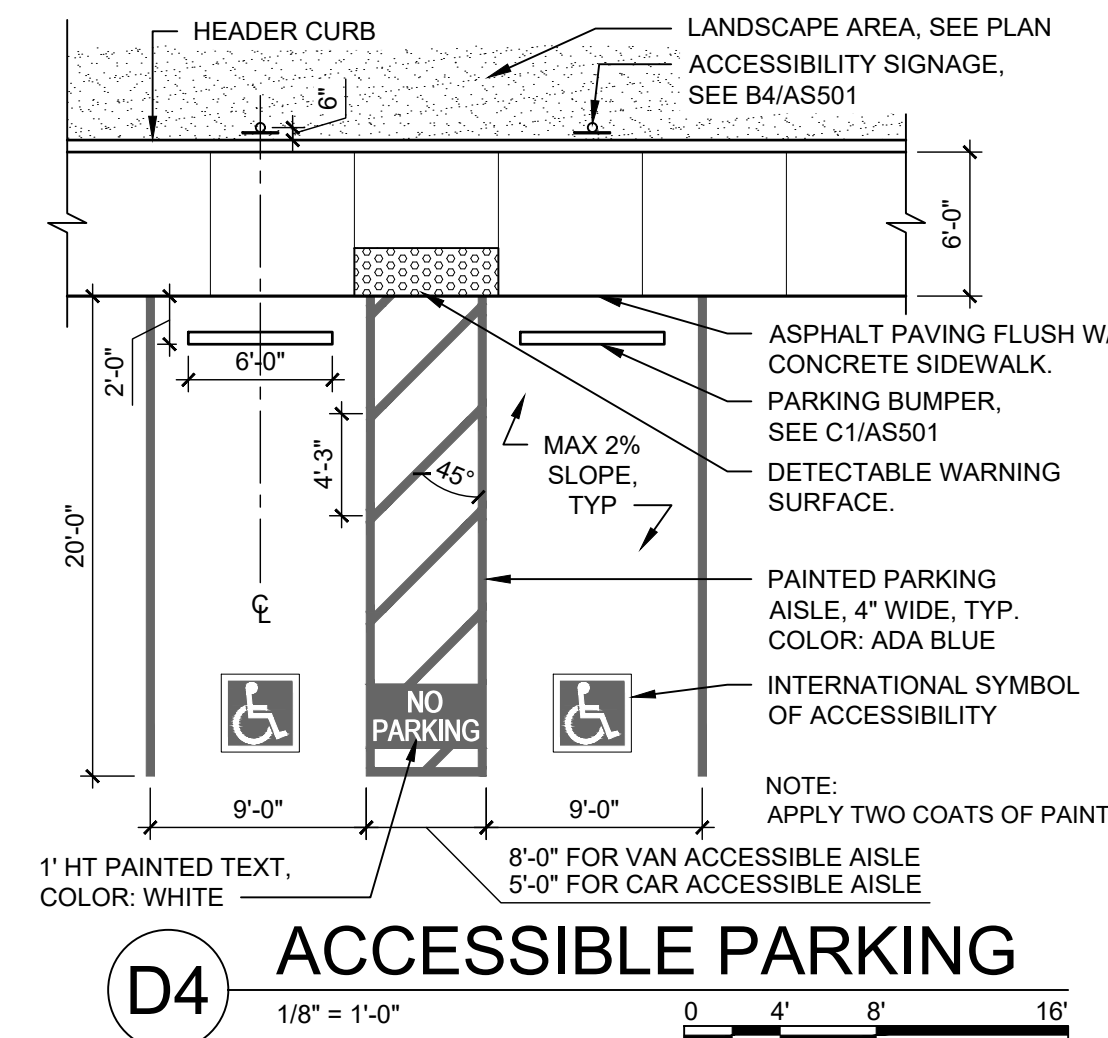 HEADER CURB
LANDSCAPE AREA, SEE PLAN
ACCESSIBILITY SIGNAGE,
SEE B4/AS501
6"
6'-0"
2'-0"
6'-0"
ASPHALT PAVING FLUSH W/
CONCRETE SIDEWALK.
PARKING BUMPER,
SEE C1/AS501
4'-3"
45°
MAX 2%
SLOPE,
TYP
DETECTABLE WARNING
SURFACE.
20'-0"
PAINTED PARKING
AISLE, 4" WIDE, TYP.
COLOR: ADA BLUE
℄
INTERNATIONAL SYMBOL
OF ACCESSIBILITY
NO
PARKING
NOTE:
APPLY TWO COATS OF PAINT
9'-0"
9'-0"
1' HT PAINTED TEXT,
COLOR: WHITE
8'-0" FOR VAN ACCESSIBLE AISLE
5'-0" FOR CAR ACCESSIBLE AISLE
D4
ACCESSIBLE PARKING
1/8" = 1'-0"
0 4' 8' 16'